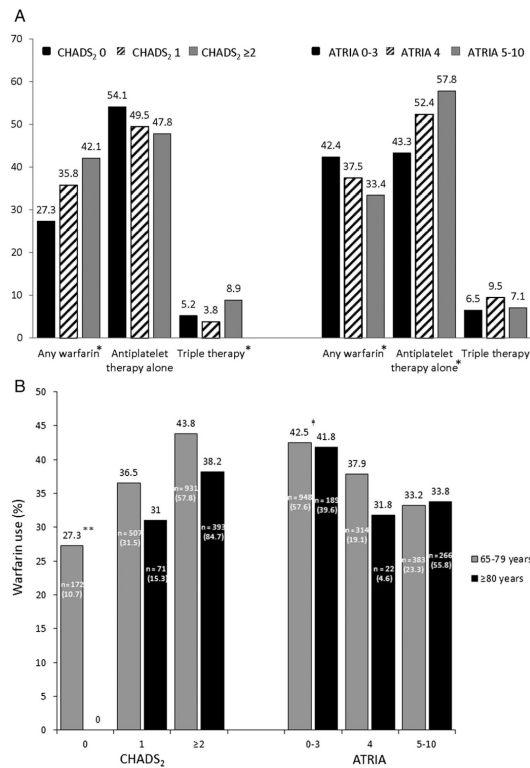 A
70
60
50
40
30
20
10
0
CHADS₂ 0
CHADS₂ 1
CHADS₂ ≥2
ATRIA 0-3
ATRIA 4
ATRIA 5-10
27.3
35.8
42.1
54.1
49.5
47.8
5.2
3.8
8.9
42.4
37.5
33.4
43.3
52.4
57.8
6.5
9.5
7.1
Any warfarin*
Antiplatelet
therapy alone
Triple therapy*
Any warfarin*
Antiplatelet
therapy alone*
Triple therapy
B
Warfarin use (%)
50
45
40
35
30
25
20
15
10
5
0
27.3
**
n=172
(10.7)
0
36.5
n=507
(31.5)
31
n=71
(15.3)
43.8
n=931
(57.8)
38.2
n=393
(84.7)
42.5
‡
n=948
(57.6)
41.8
n=189
(39.6)
37.9
n=314
(19.1)
31.8
n=22
(4.6)
33.2
n=383
(23.3)
33.8
n=266
(55.8)
65-79 years
≥80 years
0
1
≥2
0-3
4
5-10
CHADS₂
ATRIA